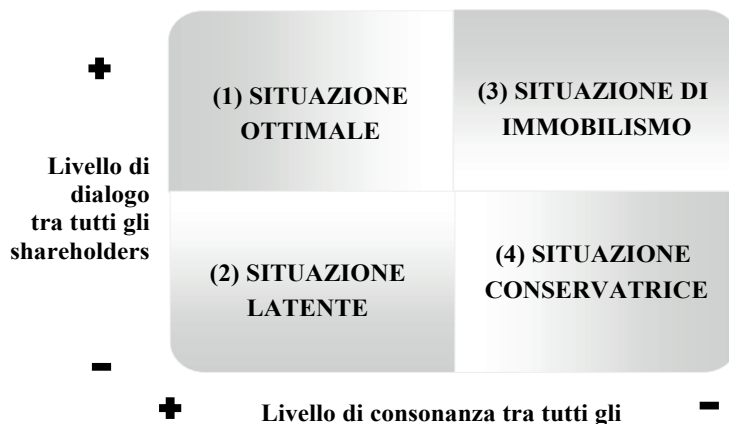 +
(1) SITUAZIONE
OTTIMALE
(3) SITUAZIONE DI
IMMOBILISMO
Livello di
dialogo
tra tutti gli
shareholders
(2) SITUAZIONE
LATENTE
(4) SITUAZIONE
CONSERVATRICE
-
+ Livello di consonanza tra tutti gli -